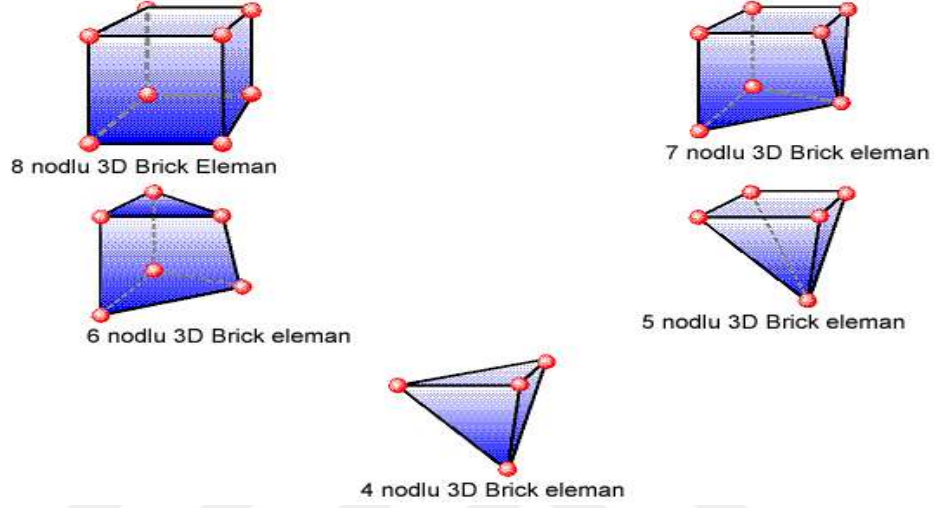 8 nodlu 3D Brick Eleman
7 nodlu 3D Brick eleman
6 nodlu 3D Brick eleman
5 nodlu 3D Brick eleman
4 nodlu 3D Brick eleman